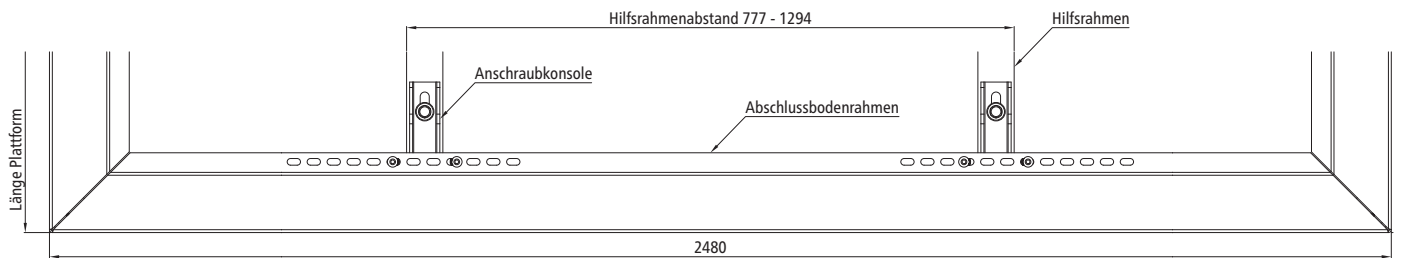 Hilfsrahmenabstand 777 - 1294
Hilfsrahmen
Anschraubkonsole
Abschlussbodenrahmen
Länge Plattform
2480